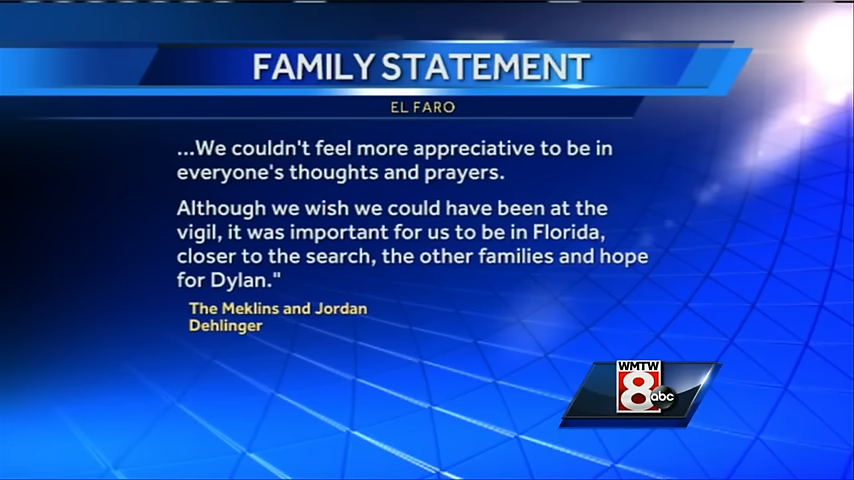 FAMILY STATEMENT
EL FARO
...We couldn't feel more appreciative to be in
everyone's thoughts and prayers.
Although we wish we could have been at the
vigil, it was important for us to be in Florida,
closer to the search, the other families and hope
for Dylan."
The Meklins and Jordan
Dehlinger
WMTW
8
abc